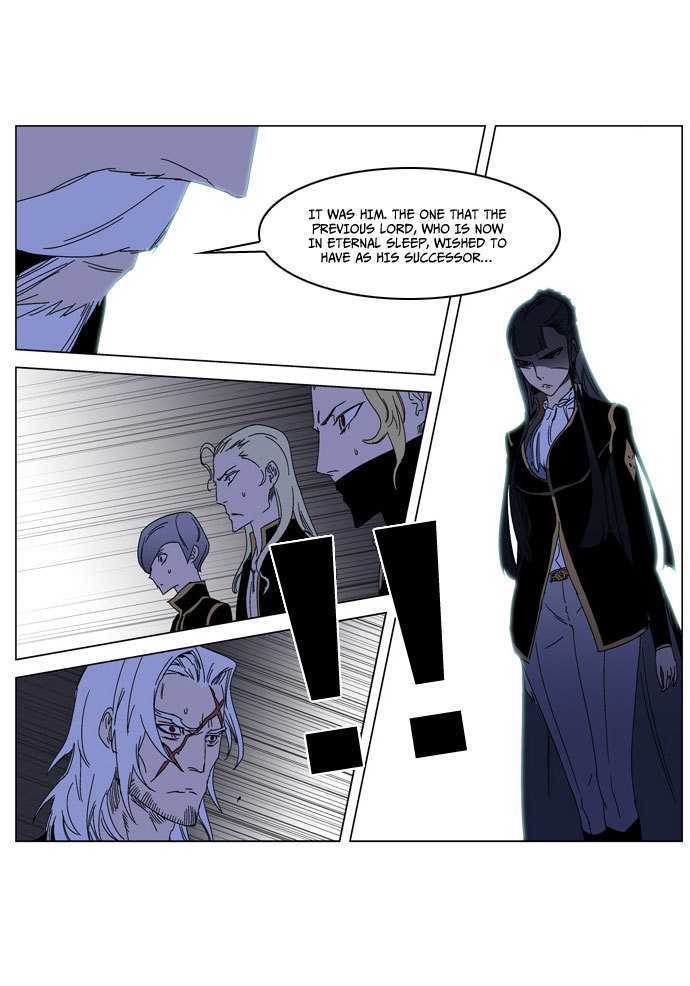 IT WAS HIM. THE ONE THAT THE
PREVIOUS LORD, WHO IS NOW
IN ETERNAL SLEEP, WISHED TO
HAVE AS HIS SUCCESSOR...
!!